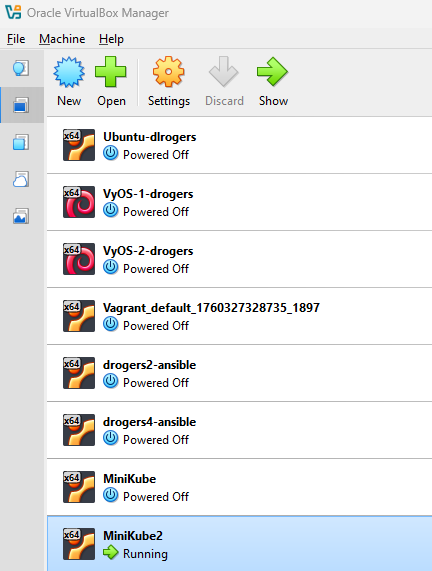 Oracle VirtualBox Manager
File Machine Help
New Open Settings Discard Show
x64 Ubuntu-dlrogers
Powered Off
x64 VyOS-1-drogers
Powered Off
x64 VyOS-2-drogers
Powered Off
x64 Vagrant_default_1760327328735_1897
Powered Off
x64 drogers2-ansible
Powered Off
x64 drogers4-ansible
Powered Off
x64 MiniKube
Powered Off
x64 MiniKube2
Running